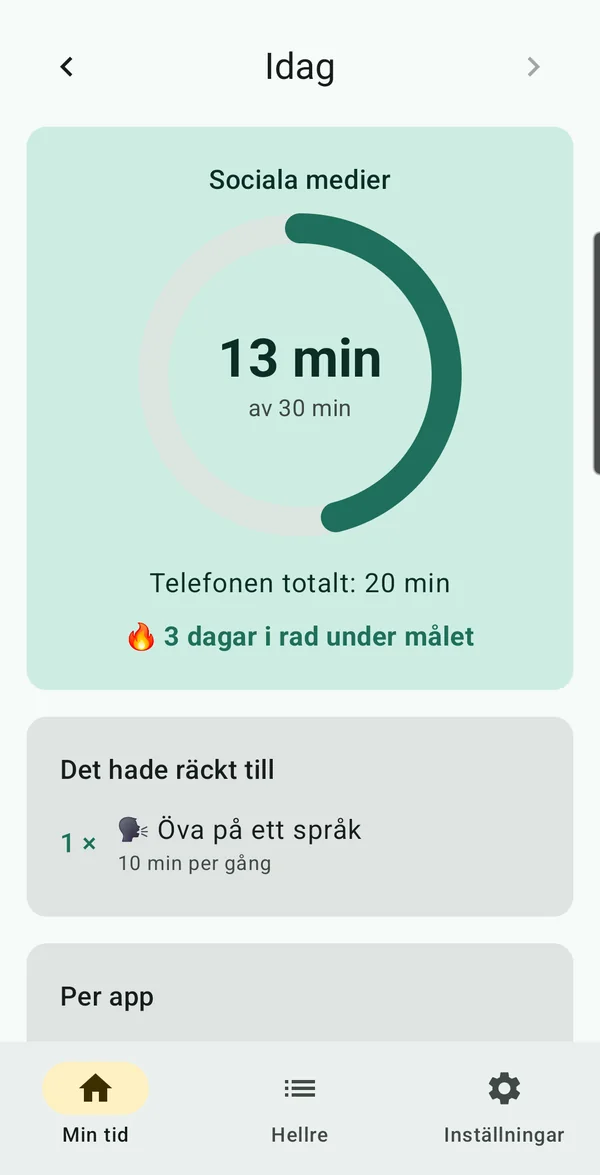 Idag
Sociala medier
13 min
av 30 min
Telefonen totalt: 20 min
🔥 3 dagar i rad under målet
Det hade räckt till
1 × 🗣 Öva på ett språk
10 min per gång
Per app
Min tid
Hellre
Inställningar